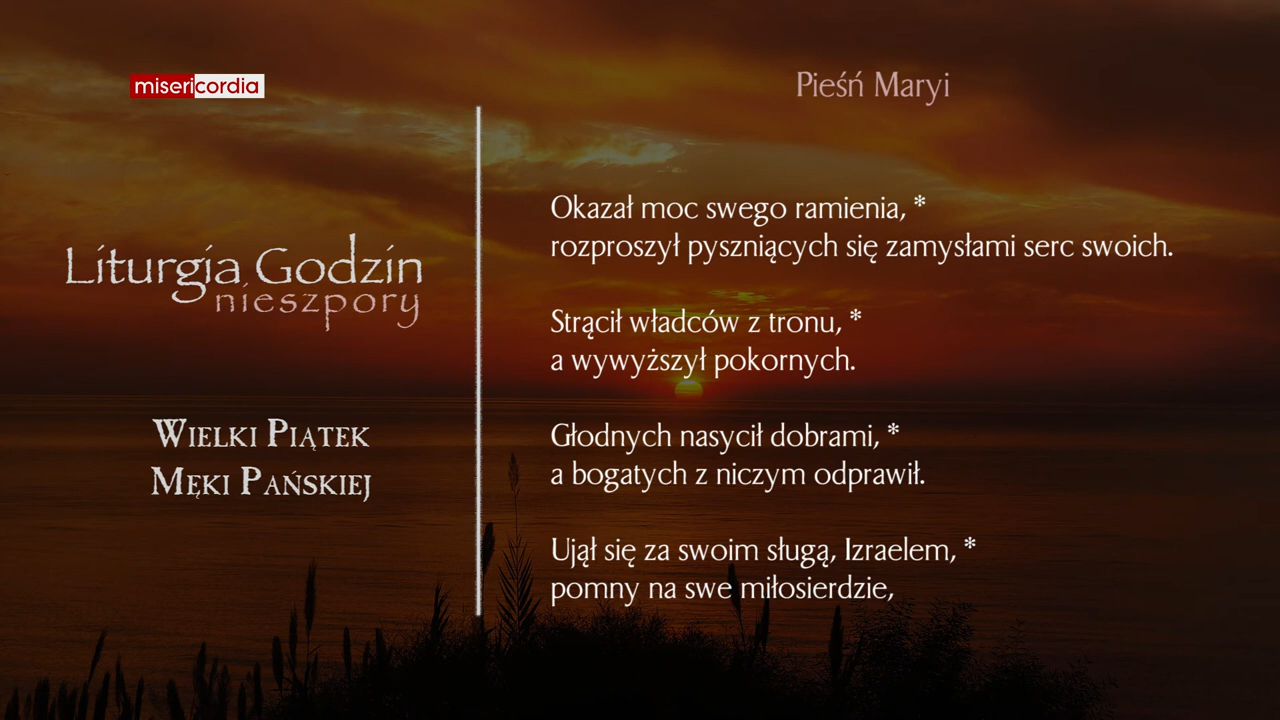 misericordia
Liturgia Godzin
nieszpory
Wielki Piątek
Męki Pańskiej
Pieśń Maryi
Okazał moc swego ramienia, *
rozproszył pyszniących się zamysłami serc swoich.
Strącił władców z tronu, *
a wywyższył pokornych.
Głodnych nasycił dobrami, *
a bogatych z niczym odprawił.
Ujął się za swoim sługą, Izraelem, *
pomny na swe miłosierdzie,